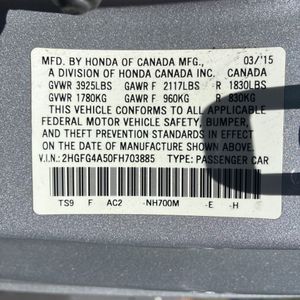 MFD. BY HONDA OF CANADA MFG., 03/'15
A DIVISION OF HONDA CANADA INC. CANADA
GVWR 3925LBS GAWR F 2117LBS R 1830LBS
GVWR 1780KG GAWR F 960KG R 830KG
THIS VEHICLE CONFORMS TO ALL APPLICABLE
FEDERAL MOTOR VEHICLE SAFETY, BUMPER,
AND THEFT PREVENTION STANDARDS IN EFFECT
ON THE DATE OF MANUFACTURE SHOWN ABOVE.
V.I.N.: 2HGFG4A50FH703885 TYPE: PASSENGER CAR
TS9 F AC2 -NH700M -E -H